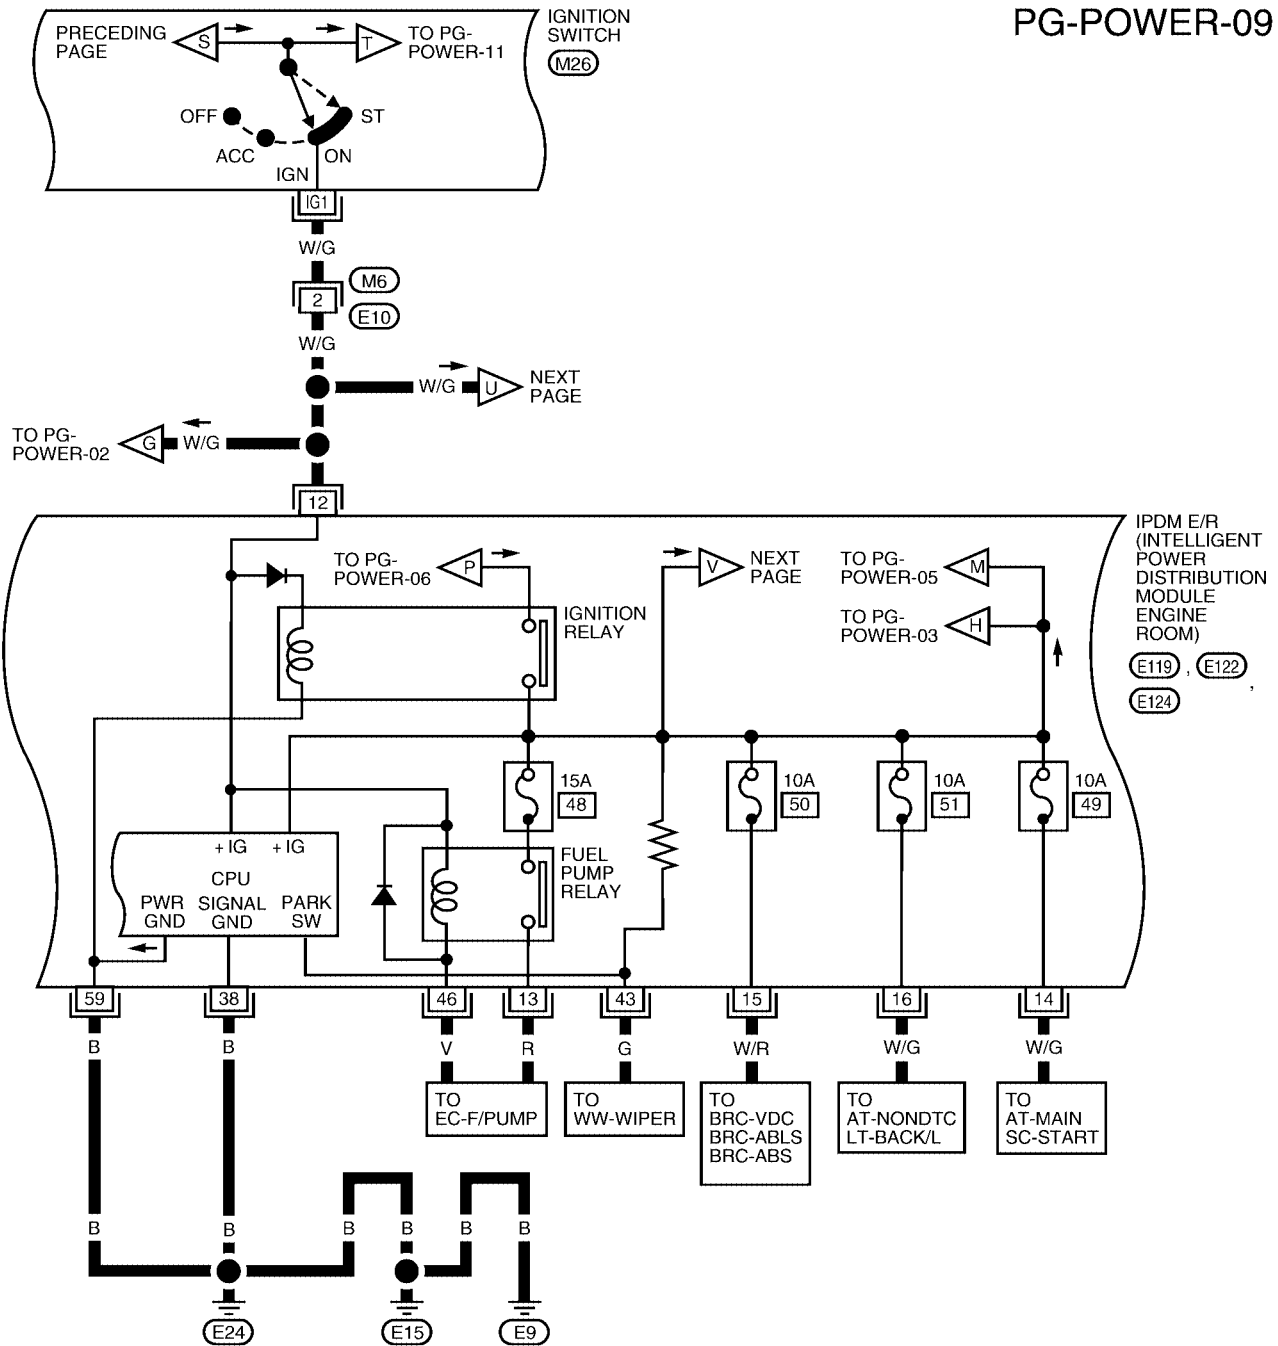 PG-POWER-09
PRECEDING
PAGE
S
T
TO PG-
POWER-11
IGNITION
SWITCH
M26
OFF
ACC
ST
ON
IGN
IG1
W/G
M6
2
E10
W/G
W/G
U
NEXT
PAGE
TO PG-
POWER-02
G
W/G
12
IPDM E/R
(INTELLIGENT
POWER
DISTRIBUTION
MODULE
ENGINE
ROOM)
E119 , E122 ,
E124
TO PG-
POWER-06
P
V
NEXT
PAGE
TO PG-
POWER-05
M
TO PG-
POWER-03
H
IGNITION
RELAY
15A
48
10A
50
10A
51
10A
49
FUEL
PUMP
RELAY
+ IG
+ IG
CPU
PWR
GND
SIGNAL
GND
PARK
SW
59
38
46
13
43
15
16
14
B
B
V
R
G
W/R
W/G
W/G
TO
EC-F/PUMP
TO
WW-WIPER
TO
BRC-VDC
BRC-ABLS
BRC-ABS
TO
AT-NONDTC
LT-BACK/L
TO
AT-MAIN
SC-START
B
B
B
B
B
B
E24
E15
E9